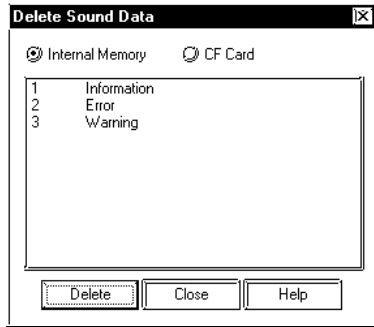 Delete Sound Data
Internal Memory CF Card
1 Information
2 Error
3 Warning
Delete Close Help